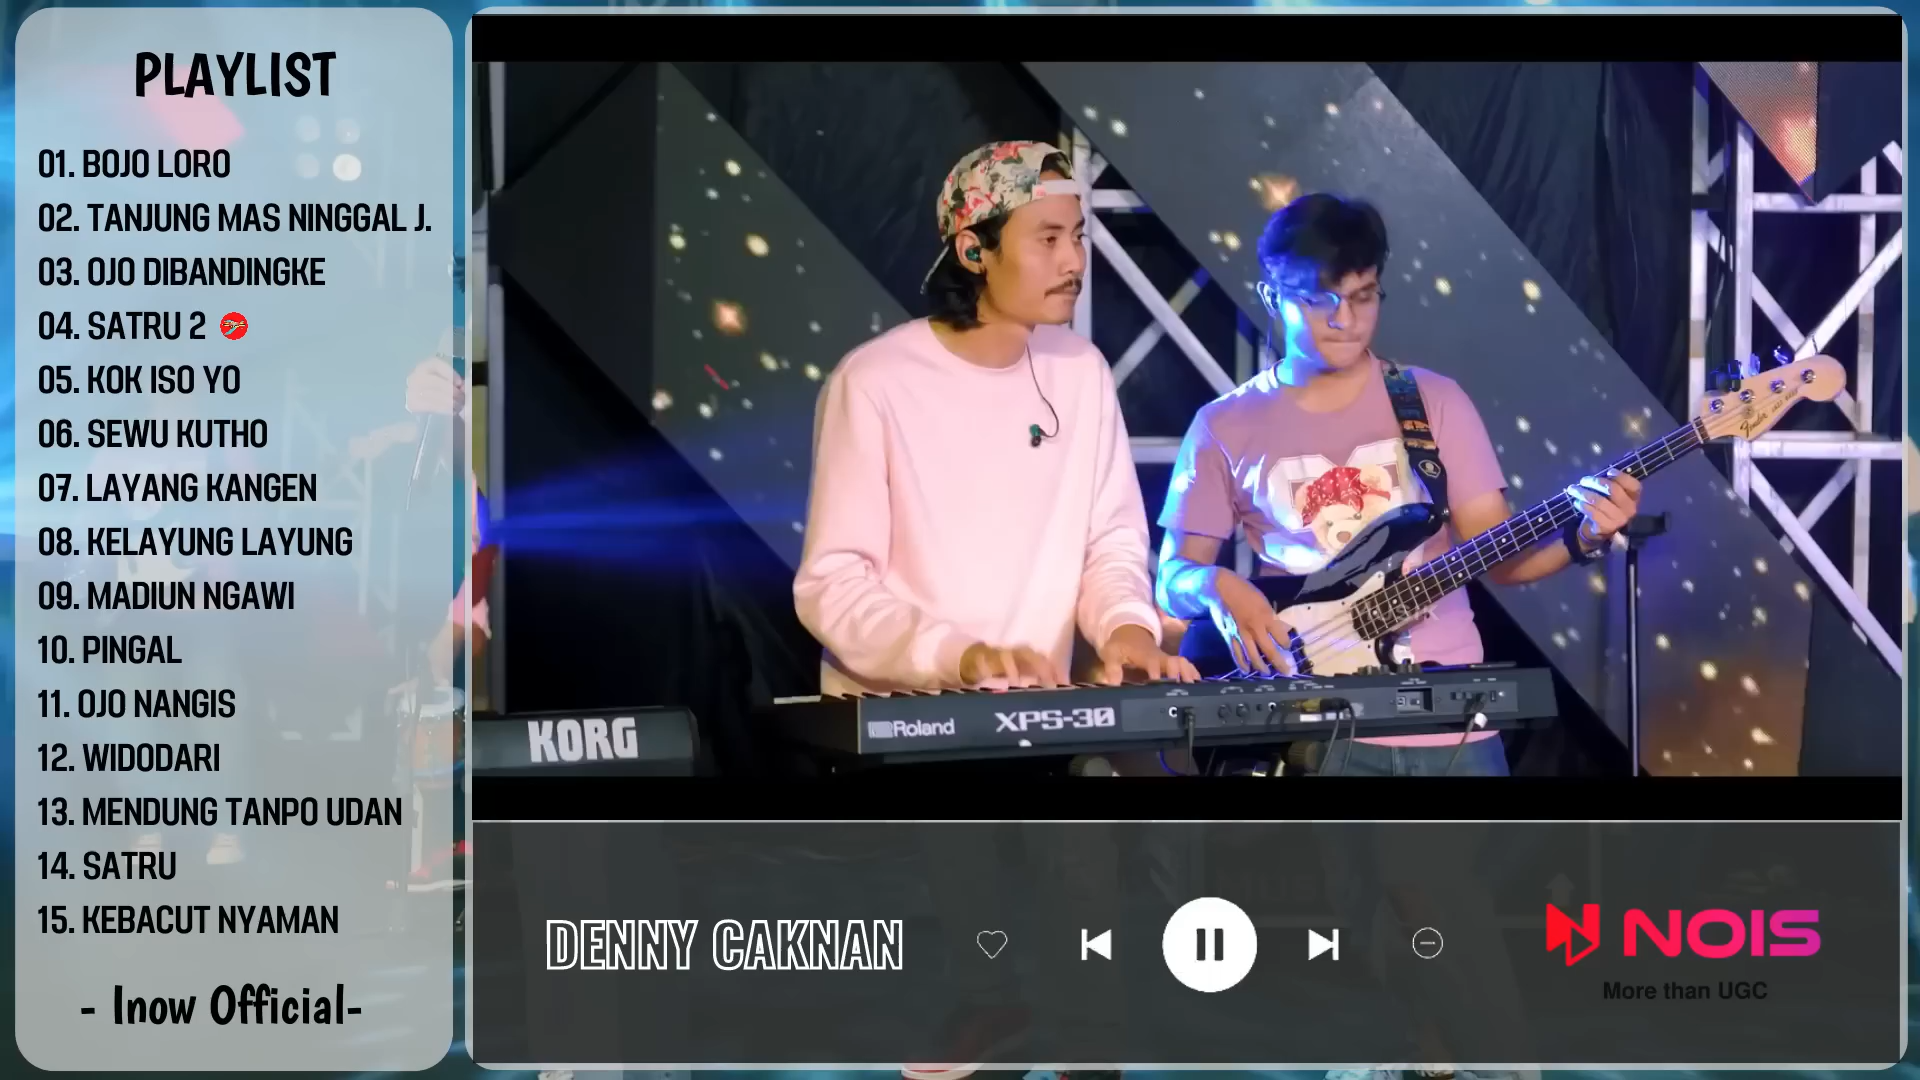 PLAYLIST
01. BOJO LORO
02. TANJUNG MAS NINGGAL J.
03. OJO DIBANDINGKE
04. SATRU 2
05. KOK ISO YO
06. SEWU KUTHO
07. LAYANG KANGEN
08. KELAYUNG LAYUNG
09. MADIUN NGAWI
10. PINGAL
11. OJO NANGIS
12. WIDODARI
13. MENDUNG TANPO UDAN
14. SATRU
15. KEBACUT NYAMAN
- Inow Official-
Fender
KORG
Roland XPS-30
DENNY CAKNAN
NOIS
More than UGC